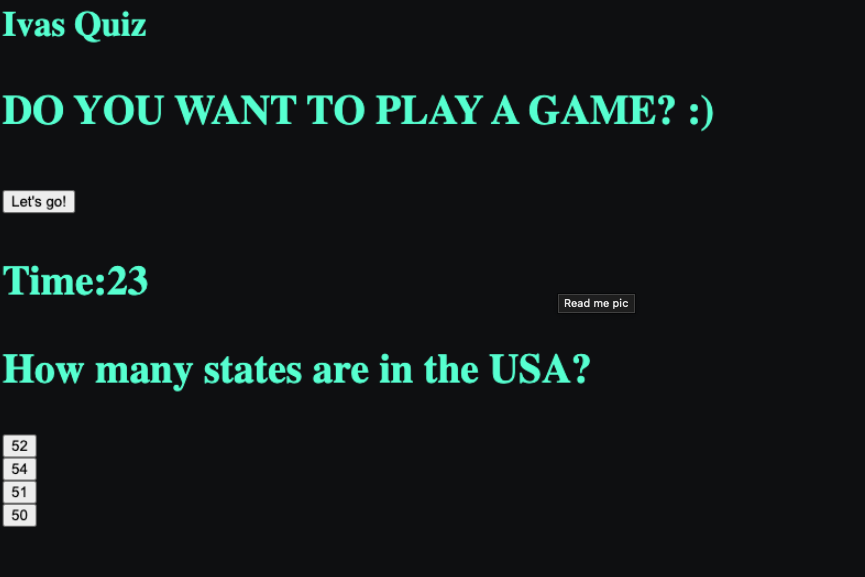 Ivas Quiz
DO YOU WANT TO PLAY A GAME? :)
Let's go!
Time:23
Read me pic
How many states are in the USA?
52
54
51
50